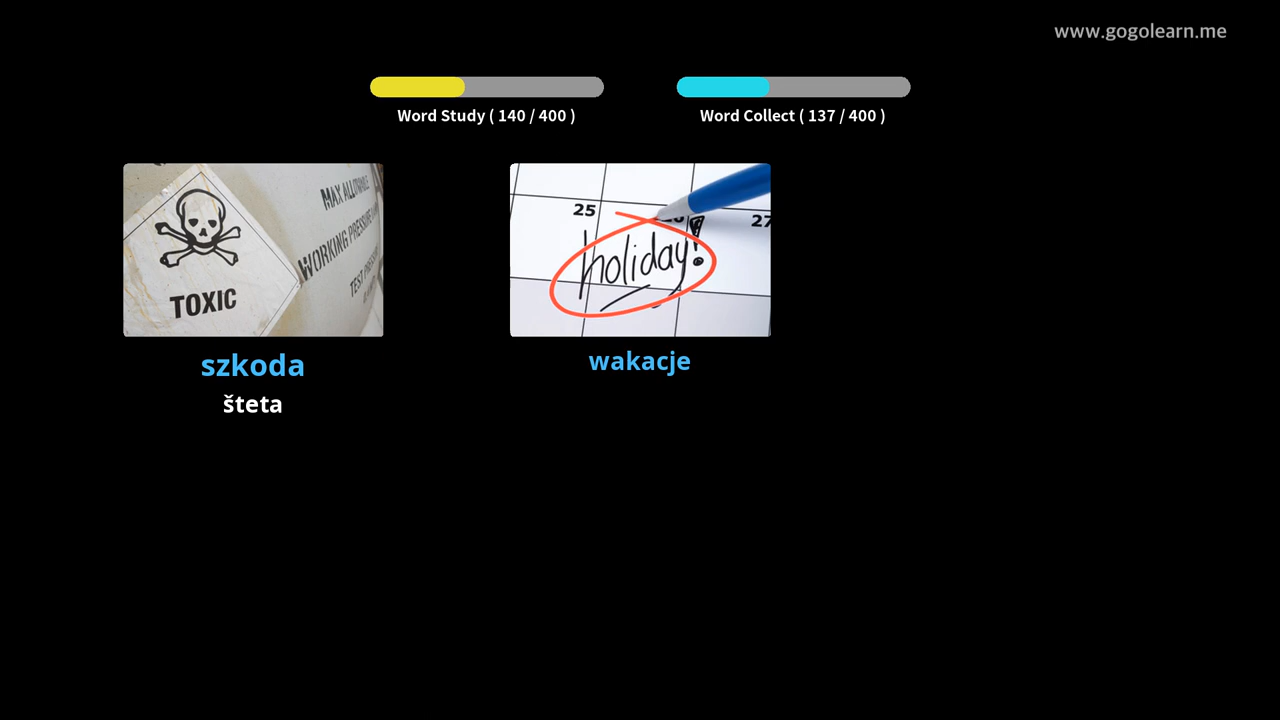 www.gogolearn.me
Word Study ( 140 / 400 )
Word Collect ( 137 / 400 )
TOXIC
MAX ALLOWABLE
WORKING PRESSURE
TEST
25
27
holiday!
szkoda
šteta
wakacje